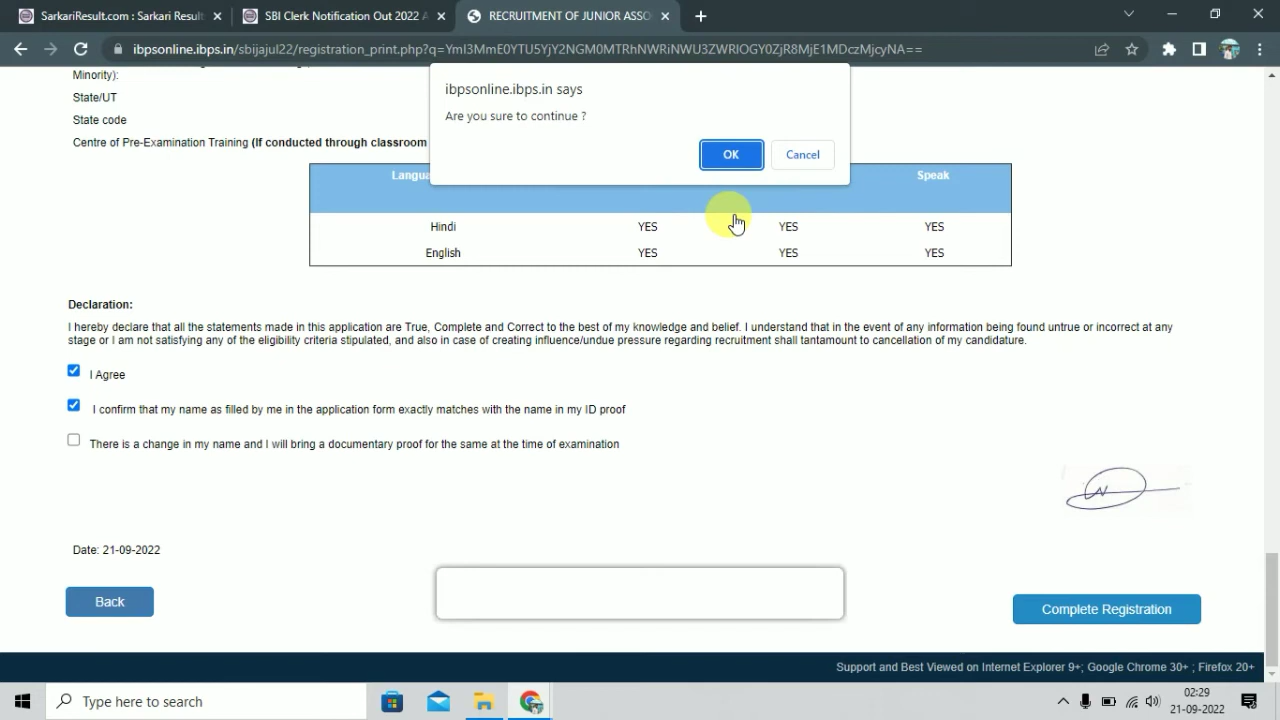 SarkariResult.com : Sarkari Result
SBI Clerk Notification Out 2022 A
RECRUITMENT OF JUNIOR ASSO
ibpsonline.ibps.in/sbijajul22/registration_print.php?q=YmI3MmE0YTU5YjY2NGM0MTRhNWRiNWU3ZWRIOGY0ZjR8MjE1MDczMjcyNA==
Minority):
State/UT
State code
Centre of Pre-Examination Training (If conducted through classroom
ibpsonline.ibps.in says
Are you sure to continue ?
OK Cancel
Speak
Hindi YES YES YES
English YES YES YES
Declaration:
I hereby declare that all the statements made in this application are True, Complete and Correct to the best of my knowledge and belief. I understand that in the event of any information being found untrue or incorrect at any
stage or I am not satisfying any of the eligibility criteria stipulated, and also in case of creating influence/undue pressure regarding recruitment shall tantamount to cancellation of my candidature.
I Agree
I confirm that my name as filled by me in the application form exactly matches with the name in my ID proof
There is a change in my name and I will bring a documentary proof for the same at the time of examination
Date: 21-09-2022
Back
Complete Registration
Support and Best Viewed on Internet Explorer 9+; Google Chrome 30+ ; Firefox 20+
Type here to search
02:29
21-09-2022